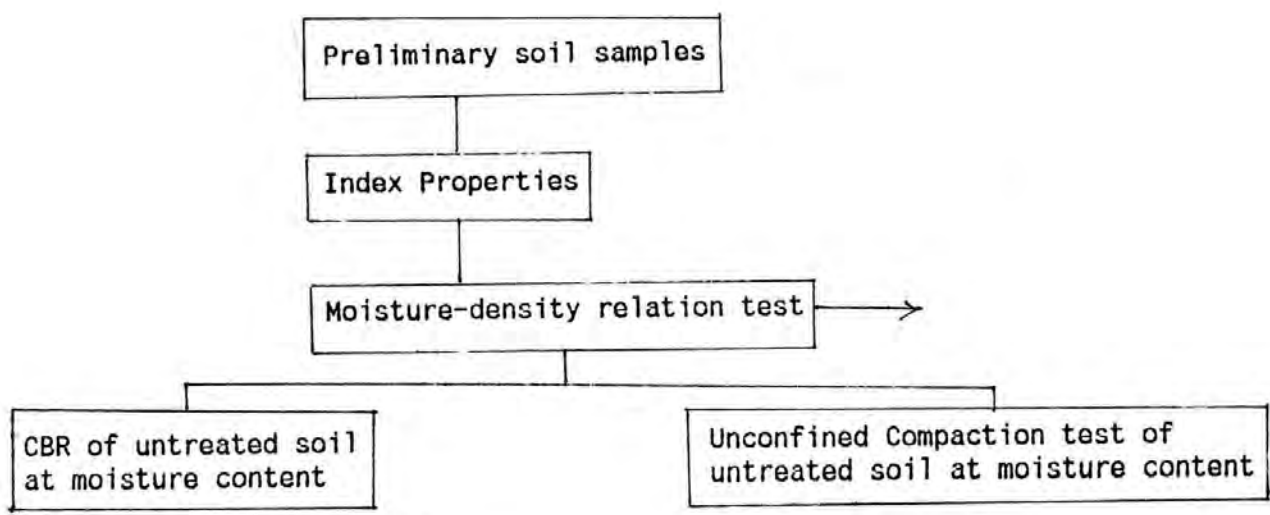 Preliminary soil samples
Index Properties
Moisture-density relation test
CBR of untreated soil
at moisture content
Unconfined Compaction test of
untreated soil at moisture content